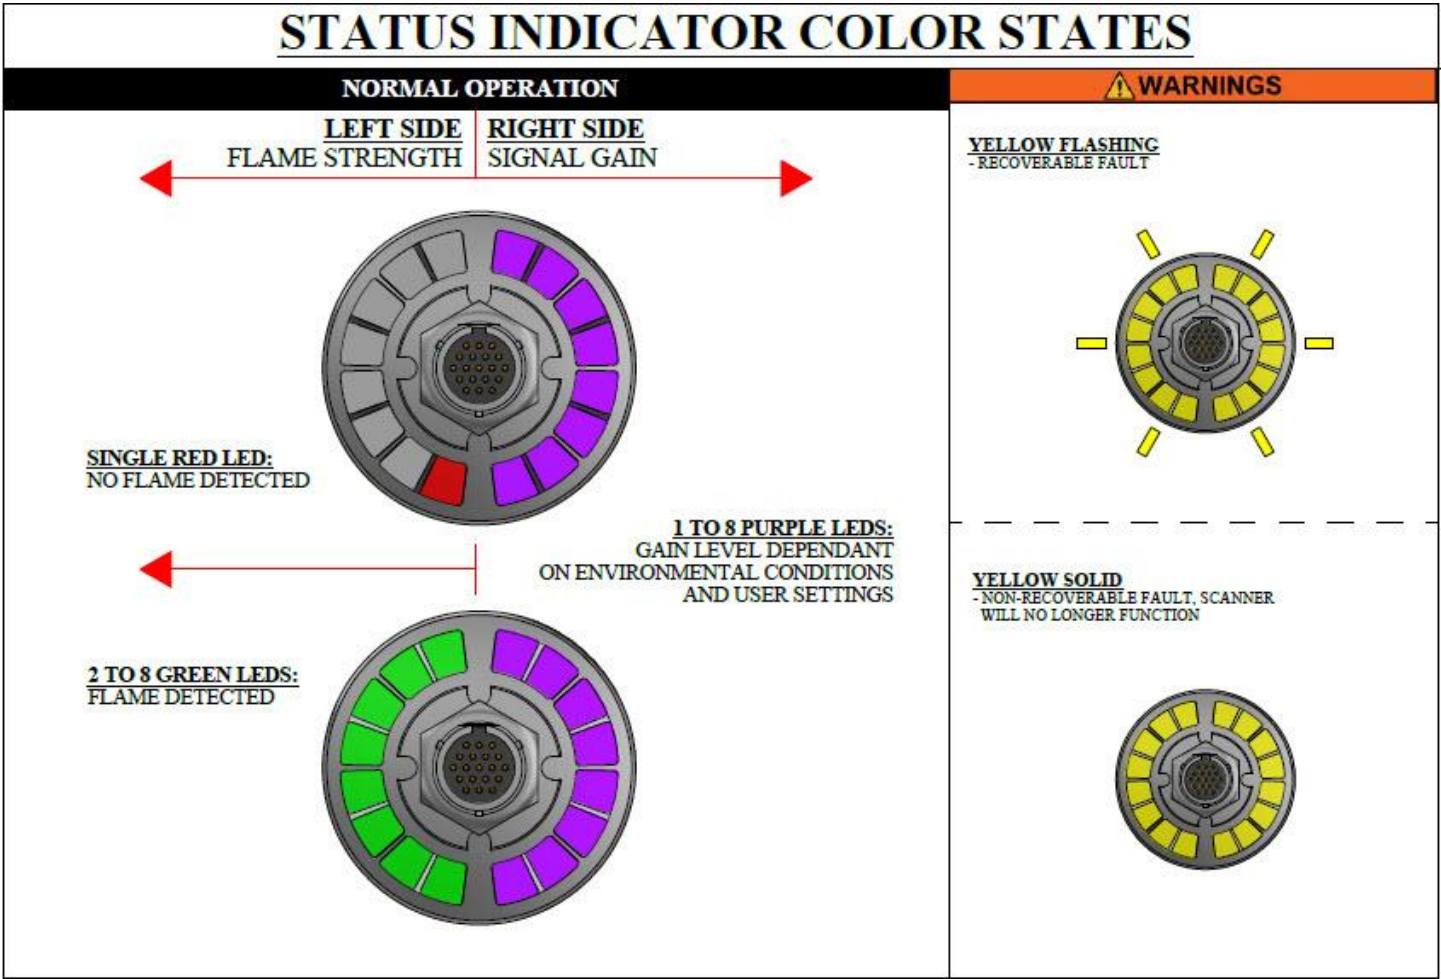 STATUS INDICATOR COLOR STATES
NORMAL OPERATION
LEFT SIDE
FLAME STRENGTH
RIGHT SIDE
SIGNAL GAIN
SINGLE RED LED:
NO FLAME DETECTED
1 TO 8 PURPLE LEDS:
GAIN LEVEL DEPENDANT
ON ENVIRONMENTAL CONDITIONS
AND USER SETTINGS
2 TO 8 GREEN LEDS:
FLAME DETECTED
WARNINGS
YELLOW FLASHING
- RECOVERABLE FAULT
YELLOW SOLID
- NON-RECOVERABLE FAULT, SCANNER
WILL NO LONGER FUNCTION